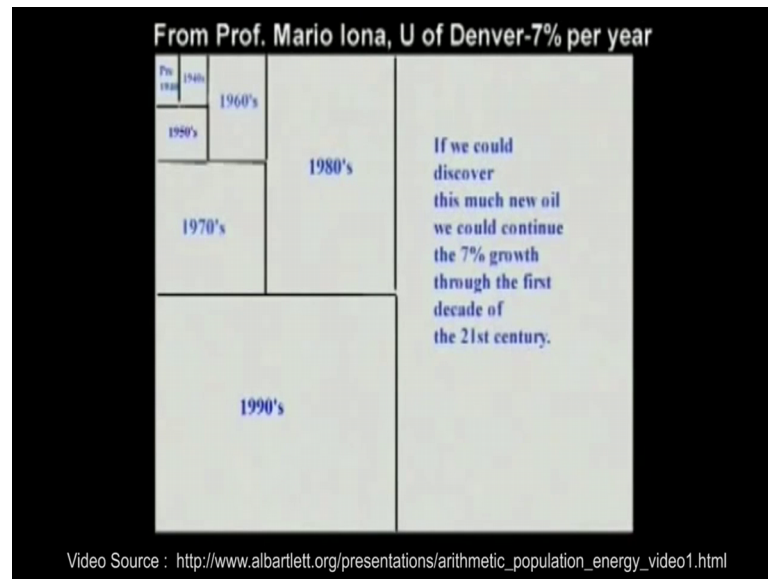 From Prof. Mario Iona, U of Denver-7% per year
Pre
1940
1940s
1960's
1950's
1980's
1970's
If we could
discover
this much new oil
we could continue
the 7% growth
through the first
decade of
the 21st century.
1990's
Video Source : http://www.albartlett.org/presentations/arithmetic_population_energy_video1.html